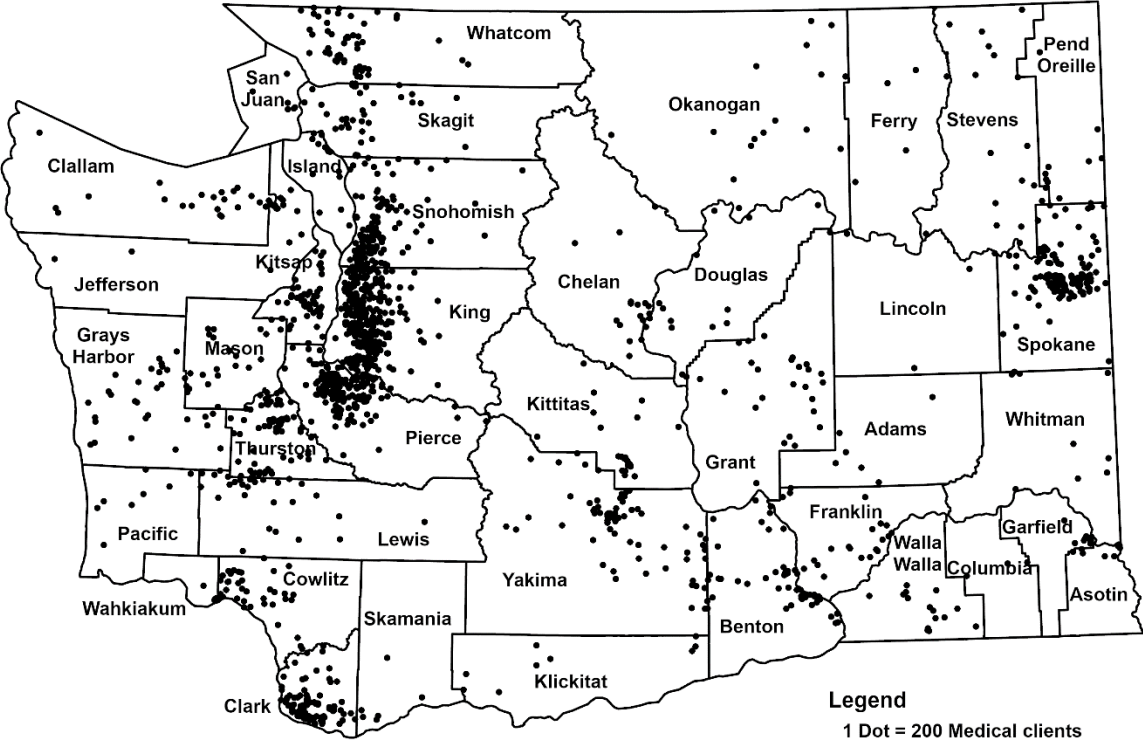 Whatcom
Pend
Oreille
San
Juan
Okanogan
Skagit
Ferry
Stevens
Clallam
Island
Snohomish
Kitsap
Douglas
Jefferson
Chelan
King
Lincoln
Grays
Harbor
Mason
Spokane
Kittitas
Whitman
Adams
Pierce
Thurston
Grant
Franklin
Garfield
Pacific
Lewis
Walla
Walla
Columbia
Cowlitz
Yakima
Asotin
Wahkiakum
Skamania
Benton
Klickitat
Clark
Legend
1 Dot = 200 Medical clients